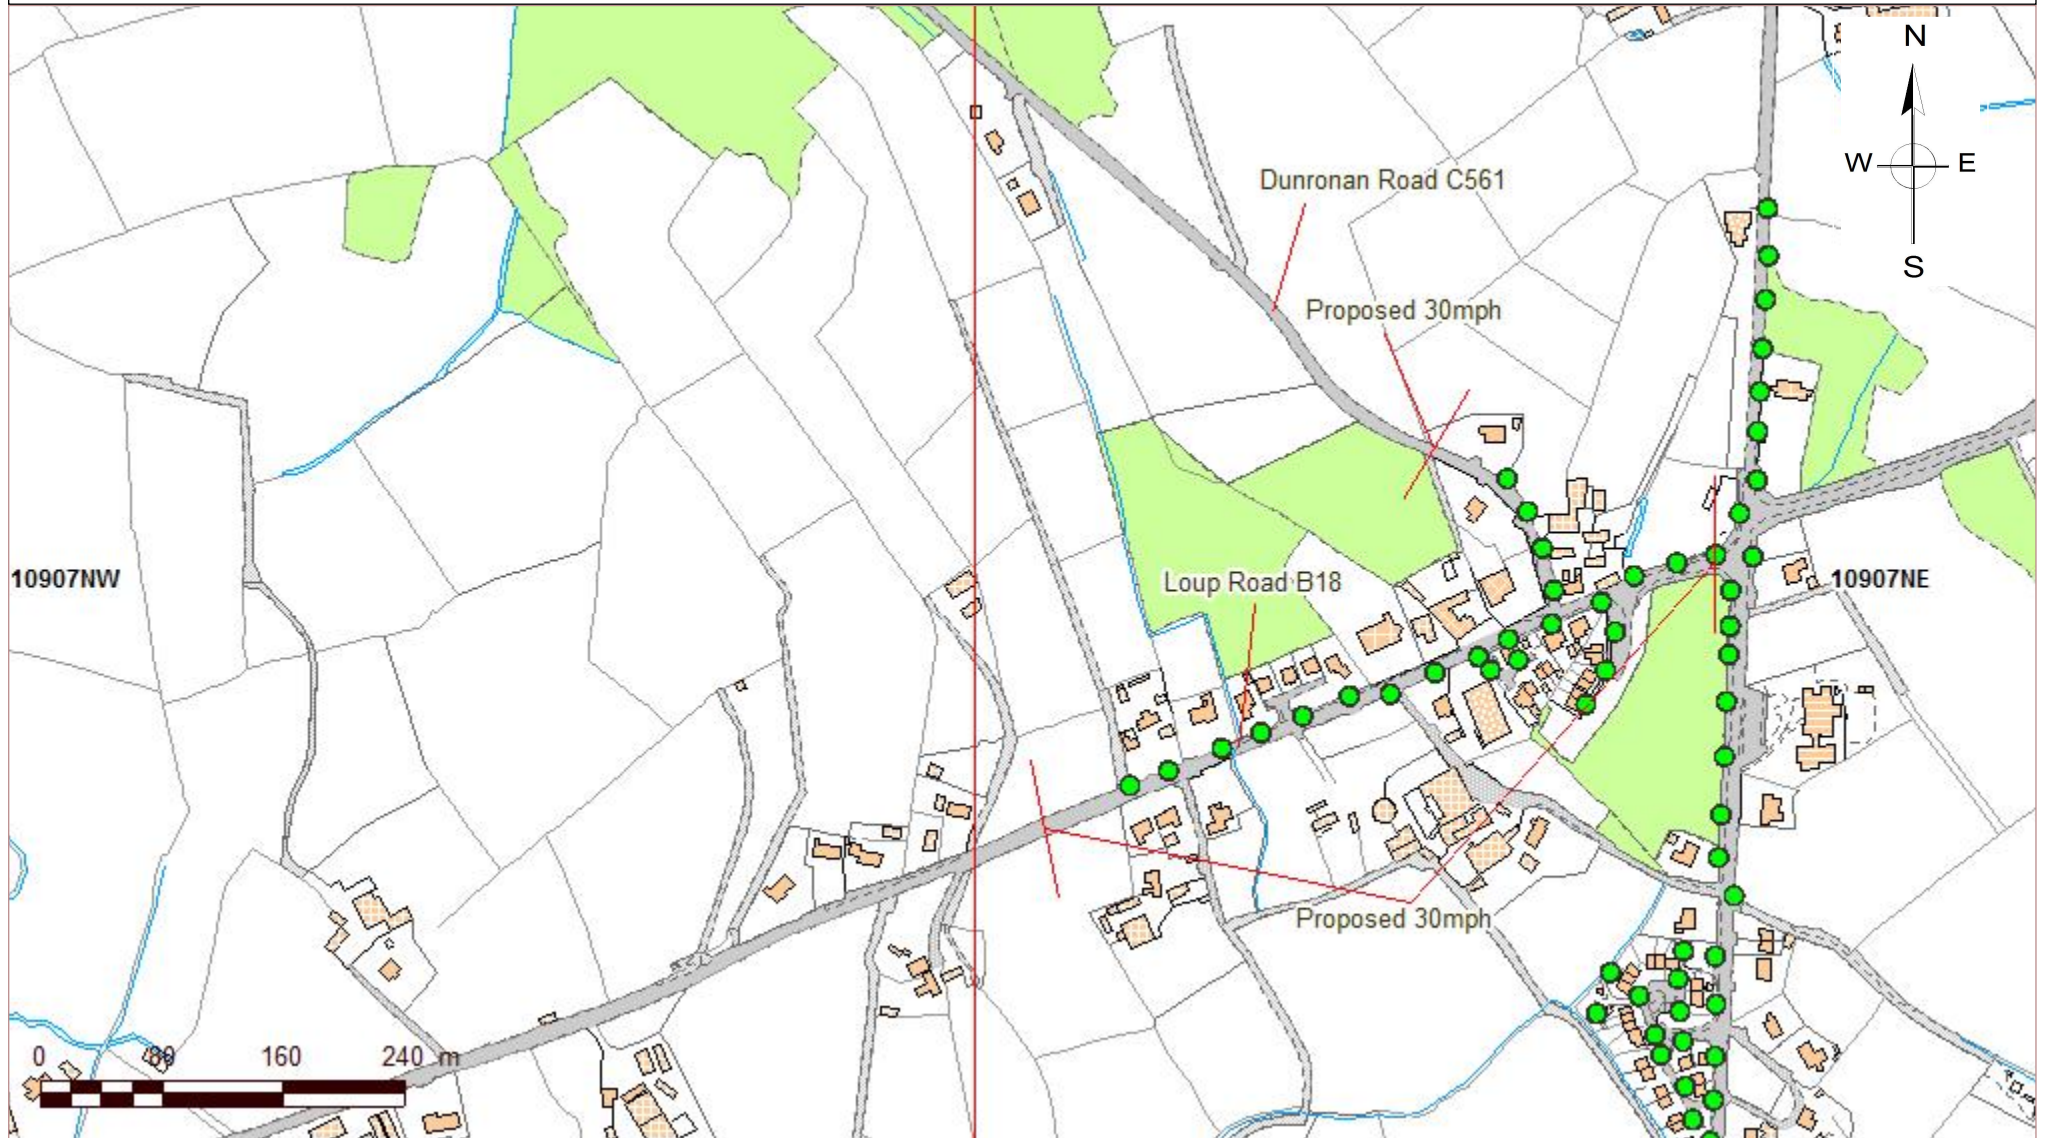 N
W E
S
Dunronan Road C561
Proposed 30mph
10907NW
Loup Road B18
10907NE
Proposed 30mph
0 80 160 240 m